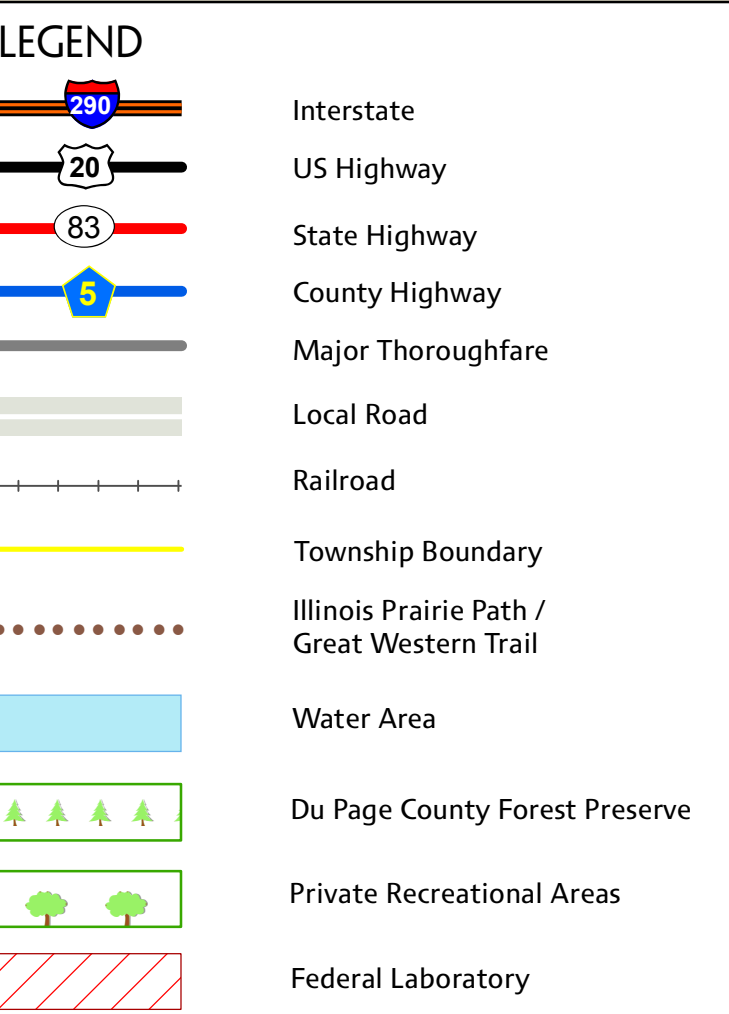 LEGEND
290
Interstate
20
US Highway
83
State Highway
5
County Highway
Major Thoroughfare
Local Road
Railroad
Township Boundary
Illinois Prairie Path /
Great Western Trail
Water Area
Du Page County Forest Preserve
Private Recreational Areas
Federal Laboratory